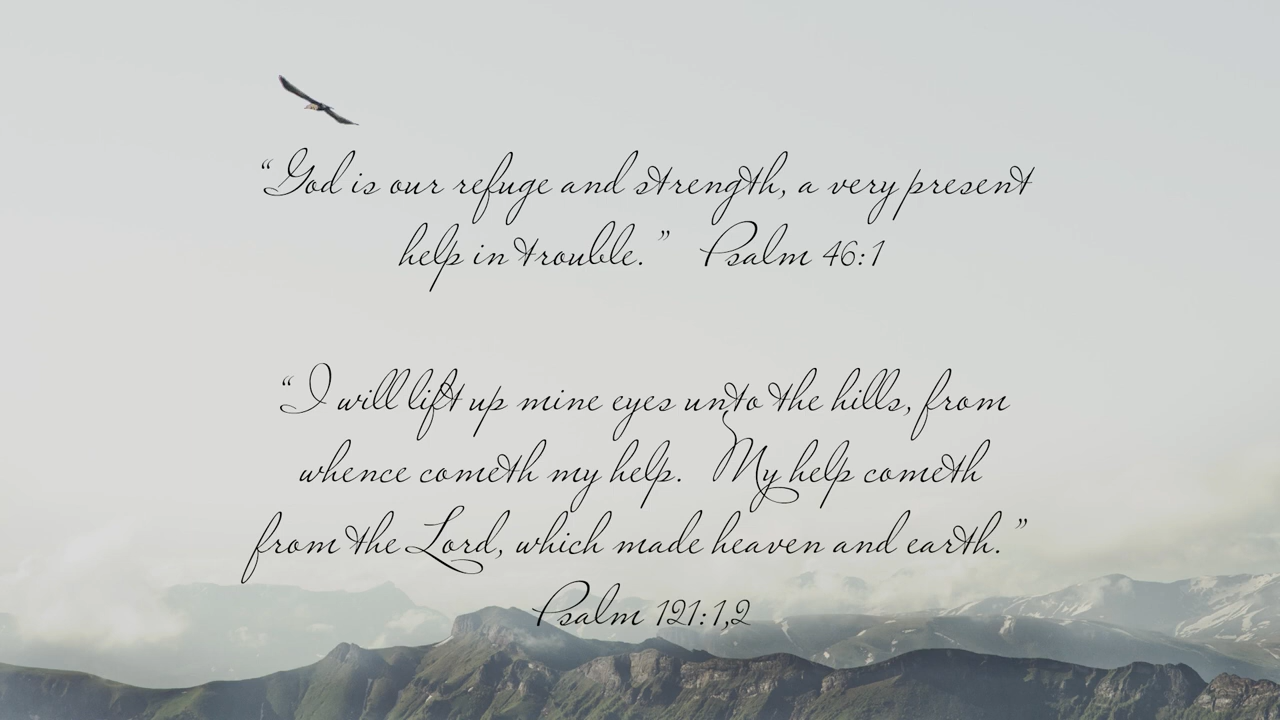 “God is our refuge and strength, a very present
help in trouble.” Psalm 46:1
“I will lift up mine eyes unto the hills, from
whence cometh my help. My help cometh
from the Lord, which made heaven and earth.”
Psalm 121:1,2